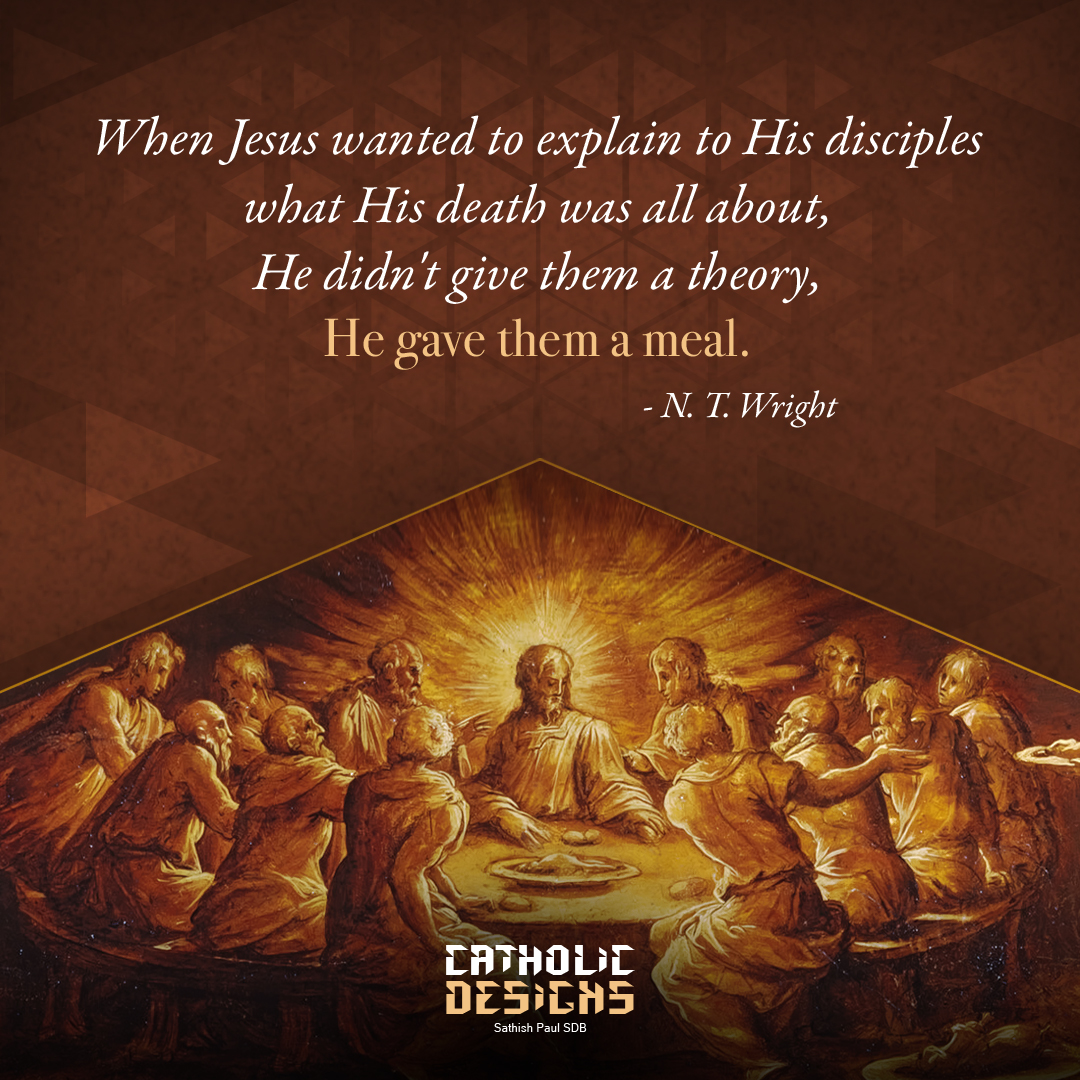 When Jesus wanted to explain to His disciples
what His death was all about,
He didn't give them a theory,
He gave them a meal.
- N. T. Wright
CATHOLIC
DESIGNS
Sathish Paul SDB